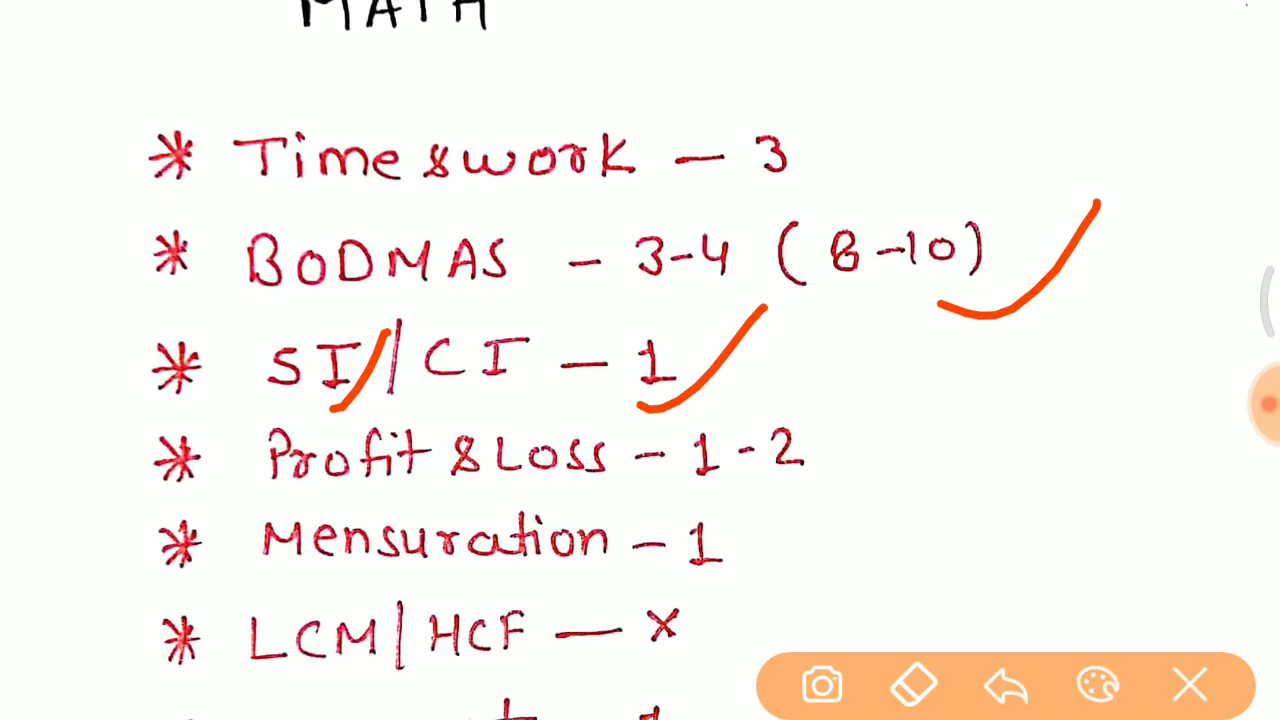 MATH
* Time & work - 3
* BODMAS - 3-4 (8-10)
* SI/CI - 1
* Profit & Loss - 1-2
* Mensuration - 1
* LCM/HCF - ×